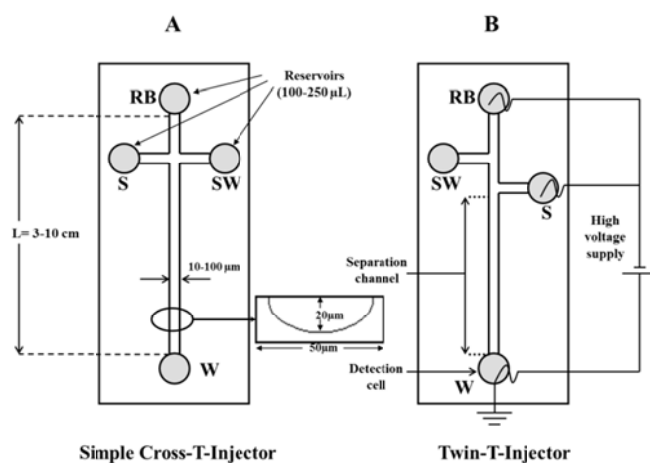 A
B
RB
Reservoirs
(100-250 µL)
RB
S
SW
SW
S
L= 3-10 cm
High
voltage
supply
10-100 µm
Separation
channel
20µm
50µm
W
Detection
cell
W
Simple Cross-T-Injector
Twin-T-Injector